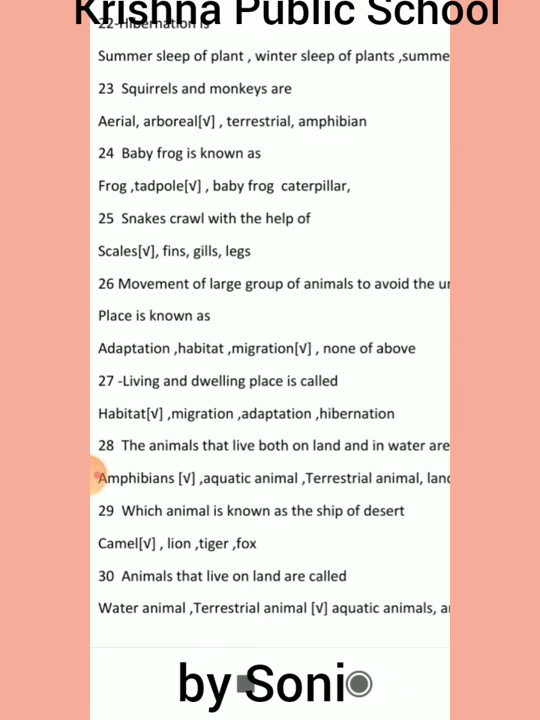 Krishna Public School
22-Hibernation is
Summer sleep of plant , winter sleep of plants ,summe
23 Squirrels and monkeys are
Aerial, arboreal[√] , terrestrial, amphibian
24 Baby frog is known as
Frog ,tadpole[√] , baby frog caterpillar,
25 Snakes crawl with the help of
Scales[√], fins, gills, legs
26 Movement of large group of animals to avoid the
Place is known as
Adaptation ,habitat ,migration[√] , none of above
27 -Living and dwelling place is called
Habitat[√] ,migration ,adaptation ,hibernation
28 The animals that live both on land and in water are
Amphibians [√] ,aquatic animal ,Terrestrial animal, land
29 Which animal is known as the ship of desert
Camel[√] , lion ,tiger ,fox
30 Animals that live on land are called
Water animal ,Terrestrial animal [√] aquatic animals,
by Soni